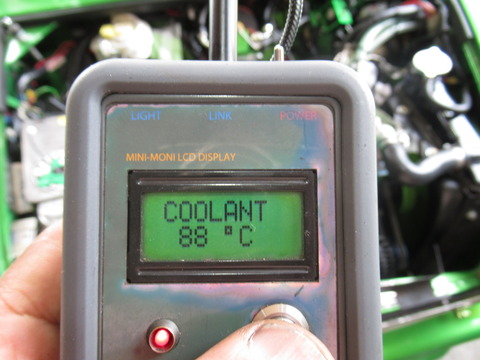 LIGHT LINK POWER
MINI-MONI LCD DISPLAY
COOLANT
88 °C